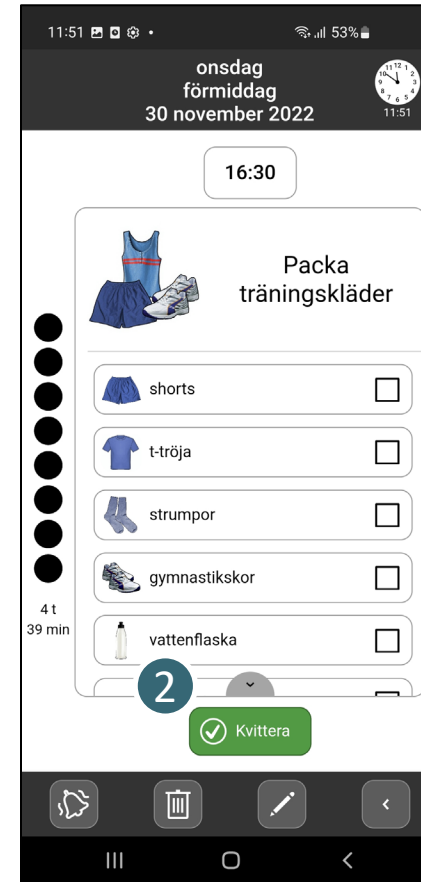 11:51 53%
onsdag
förmiddag
30 november 2022
11:51
16:30
Packa
träningskläder
shorts
t-tröja
strumpor
gymnastikskor
4 t
39 min
vattenflaska
2
Kvittera